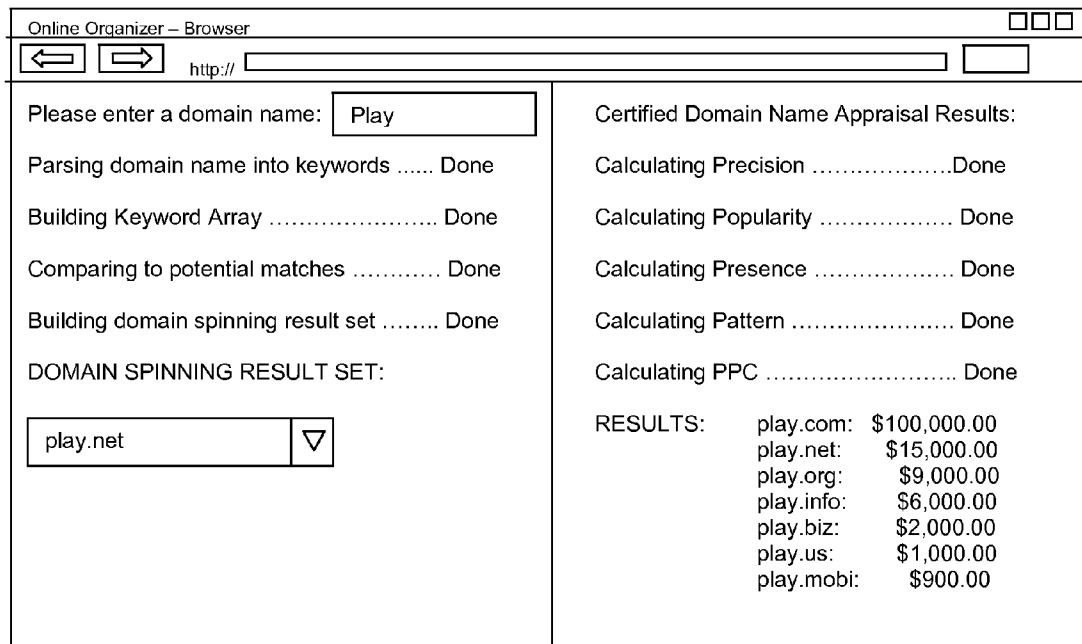 Online Organizer – Browser
http://
Please enter a domain name: Play
Parsing domain name into keywords ...... Done
Building Keyword Array ………………….. Done
Comparing to potential matches ………… Done
Building domain spinning result set …..... Done
DOMAIN SPINNING RESULT SET:
play.net
Certified Domain Name Appraisal Results:
Calculating Precision ……………….Done
Calculating Popularity ……………… Done
Calculating Presence ……………….. Done
Calculating Pattern …………………. Done
Calculating PPC …………………….. Done
RESULTS: play.com: $100,000.00
play.net: $15,000.00
play.org: $9,000.00
play.info: $6,000.00
play.biz: $2,000.00
play.us: $1,000.00
play.mobi: $900.00